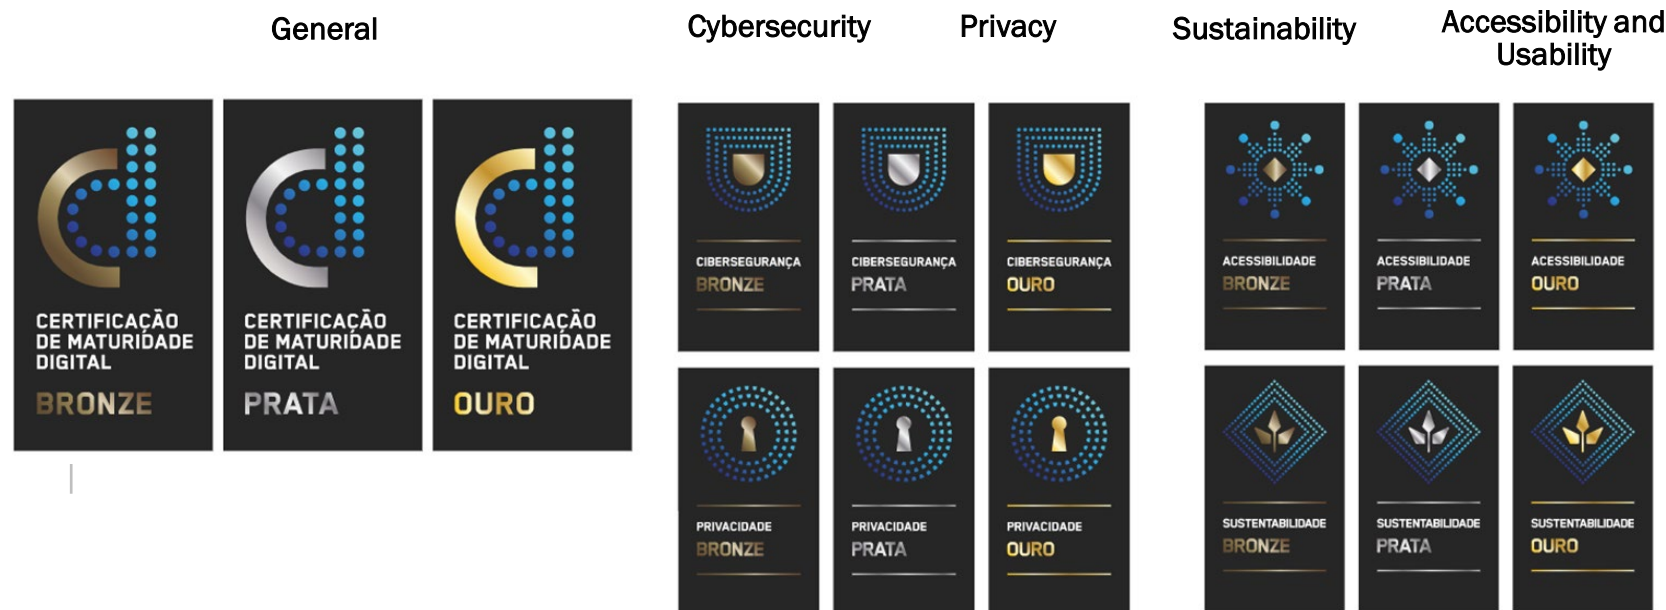 General
Cybersecurity
Privacy
Sustainability
Accessibility and
Usability
CERTIFICAÇÃO
DE MATURIDADE
DIGITAL
BRONZE
CERTIFICAÇÃO
DE MATURIDADE
DIGITAL
PRATA
CERTIFICAÇÃO
DE MATURIDADE
DIGITAL
OURO
CIBERSEGURANÇA
BRONZE
CIBERSEGURANÇA
PRATA
CIBERSEGURANÇA
OURO
PRIVACIDADE
BRONZE
PRIVACIDADE
PRATA
PRIVACIDADE
OURO
ACESSIBILIDADE
BRONZE
ACESSIBILIDADE
PRATA
ACESSIBILIDADE
OURO
SUSTENTABILIDADE
BRONZE
SUSTENTABILIDADE
PRATA
SUSTENTABILIDADE
OURO